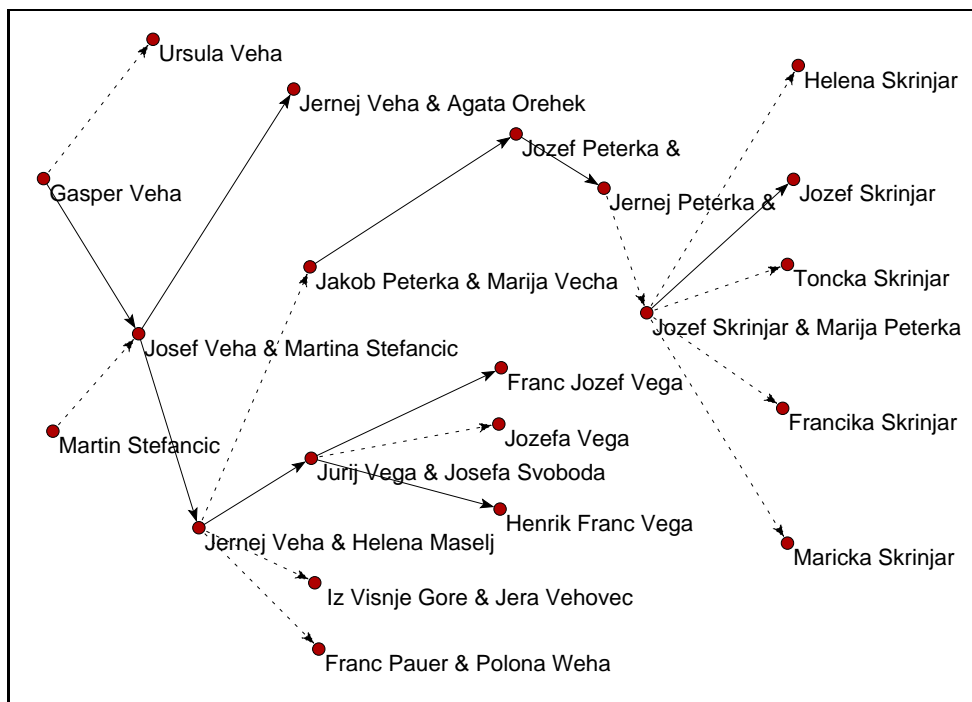 Ursula Veha
Helena Skrinjar
Jernej Veha & Agata Orehek
Jozef Peterka &
Gasper Veha
Jernej Peterka &
Jozef Skrinjar
Jakob Peterka & Marija Vecha
Toncka Skrinjar
Josef Veha & Martina Stefancic
Jozef Skrinjar & Marija Peterka
Franc Jozef Vega
Francika Skrinjar
Martin Stefancic
Jozefa Vega
Jurij Vega & Josefa Svoboda
Henrik Franc Vega
Jernej Veha & Helena Maselj
Maricka Skrinjar
Iz Visnje Gore & Jera Vehovec
Franc Pauer & Polona Weha